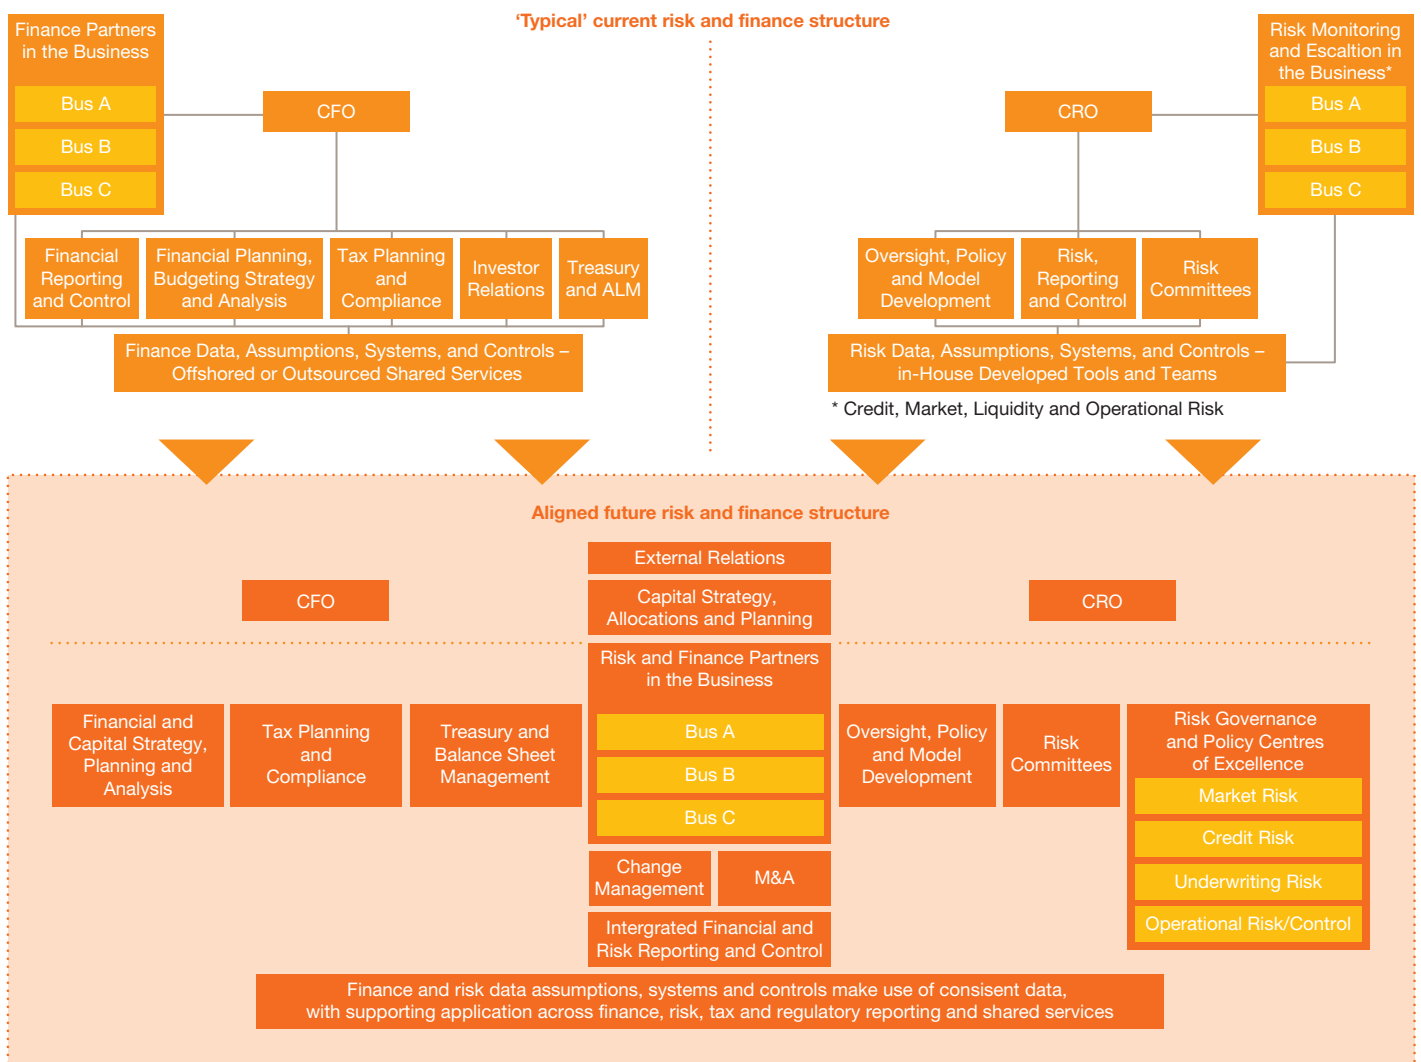 ‘Typical’ current risk and finance structure
Finance Partners
in the Business
Bus A
Bus B
Bus C
CFO
Financial
Reporting
and Control
Financial Planning,
Budgeting Strategy
and Analysis
Tax Planning
and
Compliance
Investor
Relations
Treasury
and ALM
Finance Data, Assumptions, Systems, and Controls –
Offshored or Outsourced Shared Services
CRO
Risk Monitoring
and Escaltion in
the Business*
Bus A
Bus B
Bus C
Oversight, Policy
and Model
Development
Risk,
Reporting
and Control
Risk
Committees
Risk Data, Assumptions, Systems, and Controls –
in-House Developed Tools and Teams
* Credit, Market, Liquidity and Operational Risk
Aligned future risk and finance structure
CFO
External Relations
Capital Strategy,
Allocations and Planning
CRO
Financial and
Capital Strategy,
Planning and
Analysis
Tax Planning
and
Compliance
Treasury and
Balance Sheet
Management
Risk and Finance Partners
in the Business
Bus A
Bus B
Bus C
Oversight, Policy
and Model
Development
Risk
Committees
Risk Governance
and Policy Centres
of Excellence
Market Risk
Credit Risk
Underwriting Risk
Operational Risk/Control
Change
Management
M&A
Intergrated Financial and
Risk Reporting and Control
Finance and risk data assumptions, systems and controls make use of consisent data,
with supporting application across finance, risk, tax and regulatory reporting and shared services